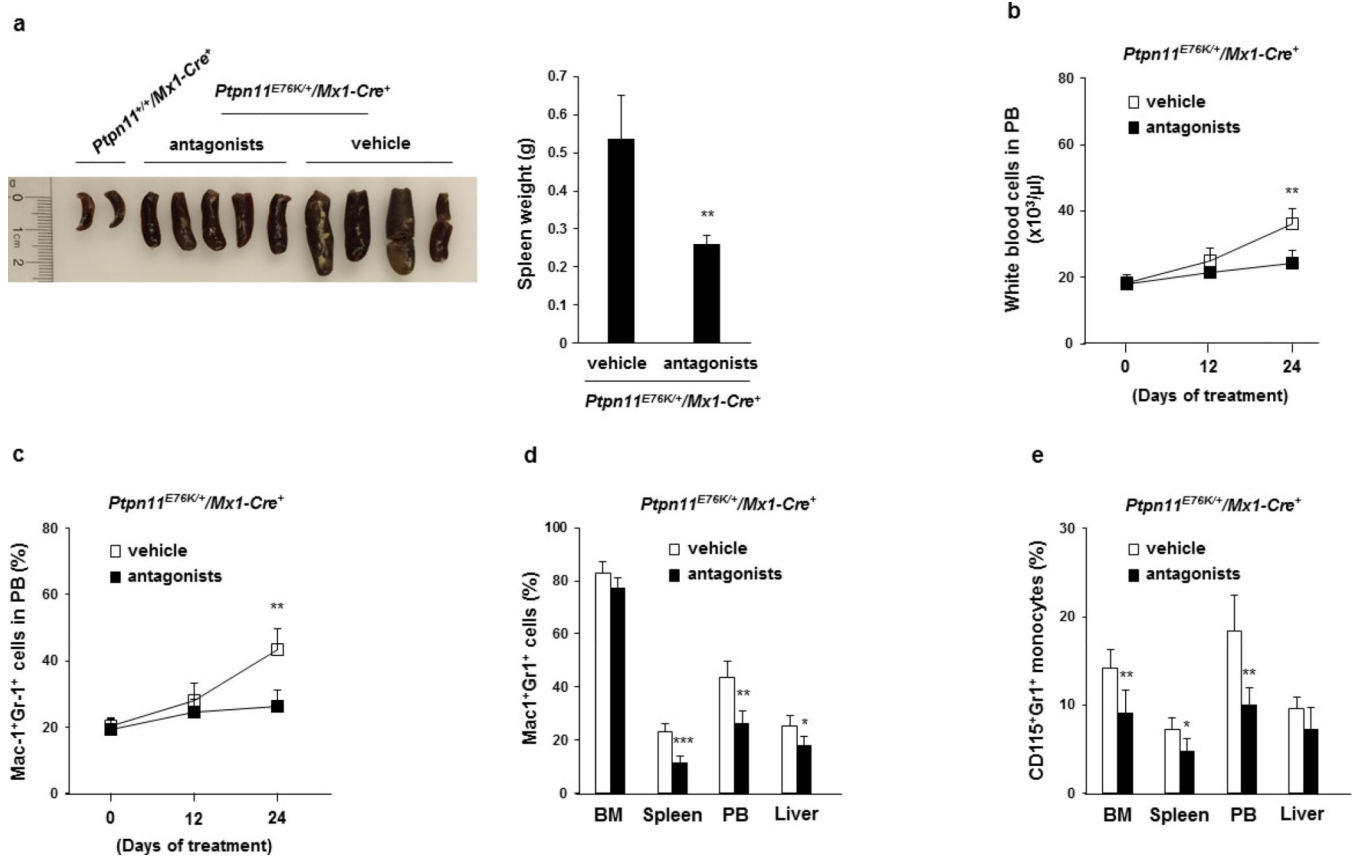 a
Ptpn11+/+/Mx1-Cre+
Ptpn11E76K/+/Mx1-Cre+
antagonists
vehicle
0
1
cm
2
Spleen weight (g)
0.7
0.6
0.5
0.4
0.3
0.2
0.1
0
**
vehicle antagonists
Ptpn11E76K/+/Mx1-Cre+
b
Ptpn11E76K/+/Mx1-Cre+
White blood cells in PB
(x10³/µl)
80
60
40
20
0
vehicle
antagonists
**
0 12 24
(Days of treatment)
c
Ptpn11E76K/+/Mx1-Cre+
Mac-1+Gr-1+ cells in PB (%)
80
60
40
20
0
vehicle
antagonists
**
0 12 24
(Days of treatment)
d
Ptpn11E76K/+/Mx1-Cre+
Mac1+Gr1+ cells (%)
100
80
60
40
20
0
vehicle
antagonists
***
**
*
BM Spleen PB Liver
e
Ptpn11E76K/+/Mx1-Cre+
CD115+Gr1+ monocytes (%)
30
20
10
0
vehicle
antagonists
**
*
**
BM Spleen PB Liver